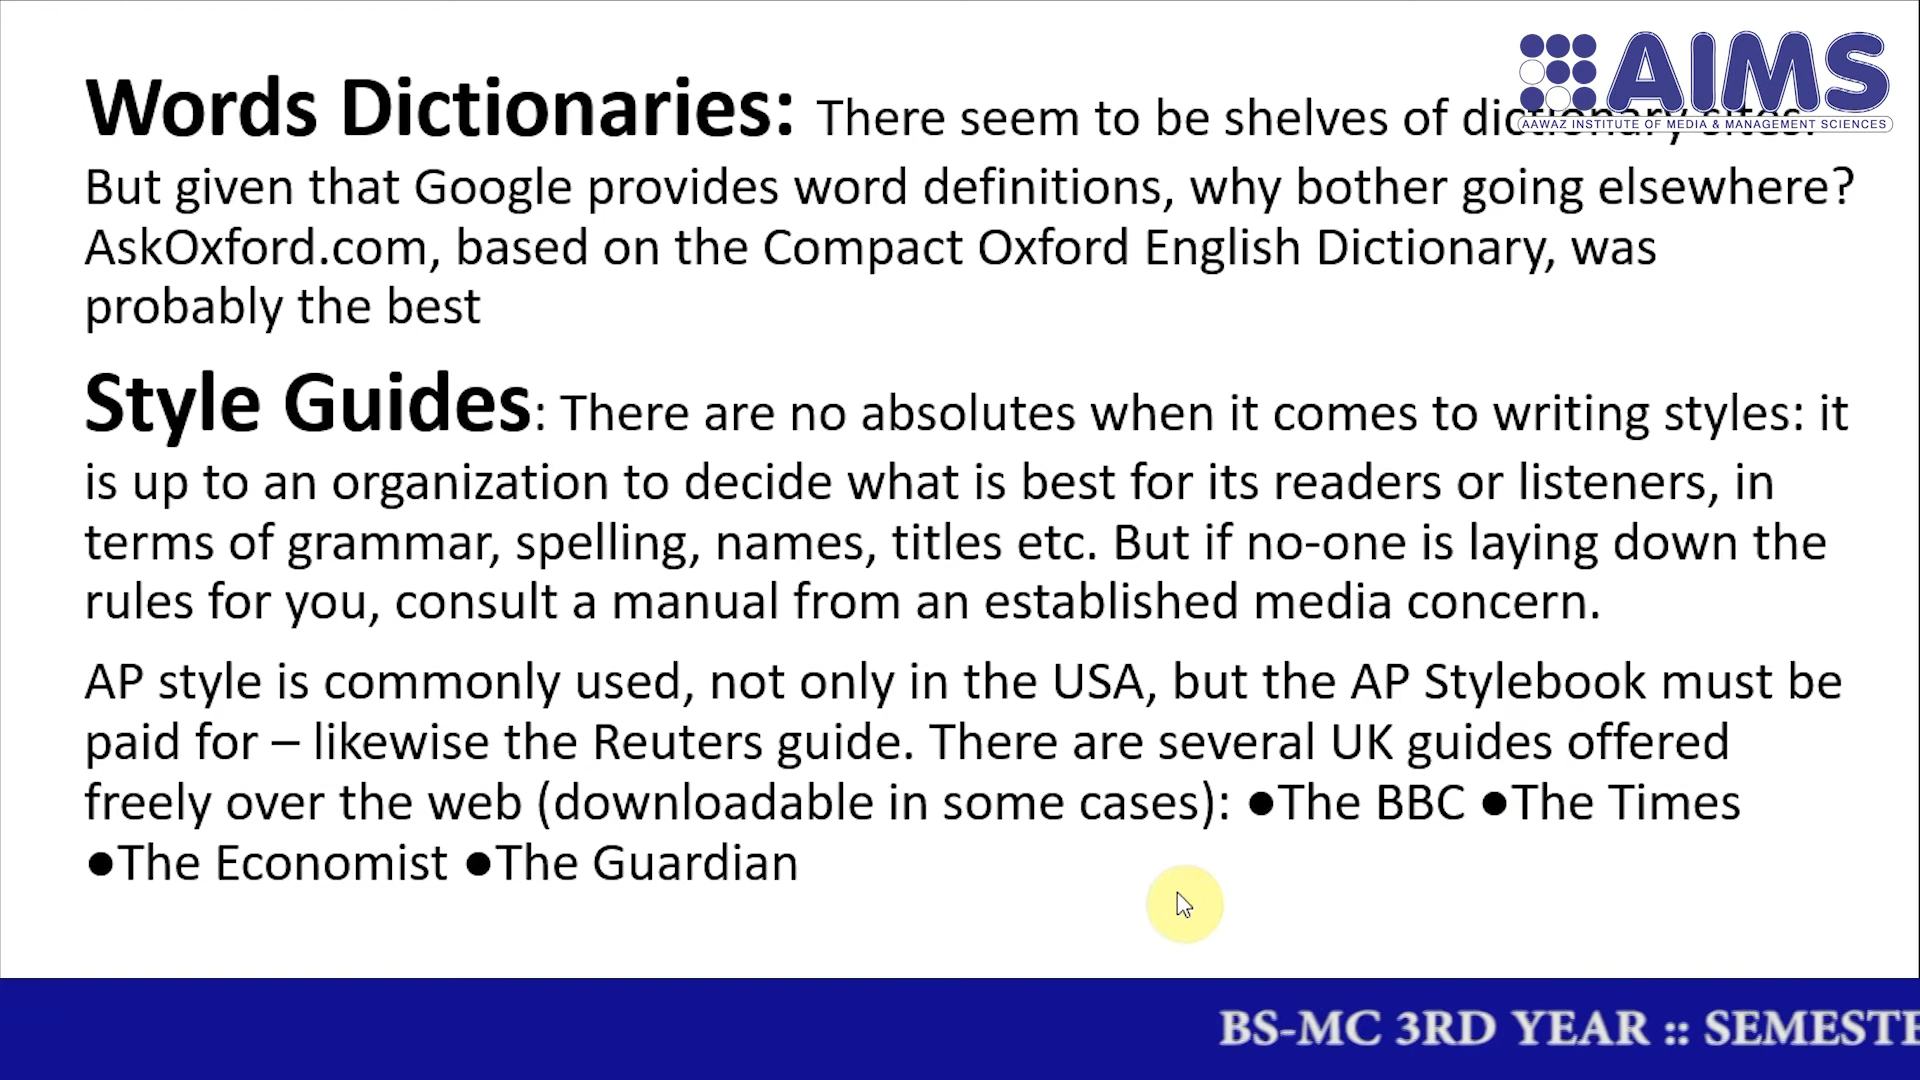 AIMS
AAWAZ INSTITUTE OF MEDIA & MANAGEMENT SCIENCES
Words Dictionaries: There seem to be shelves of dictionary sites.
But given that Google provides word definitions, why bother going elsewhere?
AskOxford.com, based on the Compact Oxford English Dictionary, was
probably the best
Style Guides: There are no absolutes when it comes to writing styles: it
is up to an organization to decide what is best for its readers or listeners, in
terms of grammar, spelling, names, titles etc. But if no-one is laying down the
rules for you, consult a manual from an established media concern.
AP style is commonly used, not only in the USA, but the AP Stylebook must be
paid for – likewise the Reuters guide. There are several UK guides offered
freely over the web (downloadable in some cases): ●The BBC ●The Times
●The Economist ●The Guardian
BS-MC 3RD YEAR :: SEMESTE